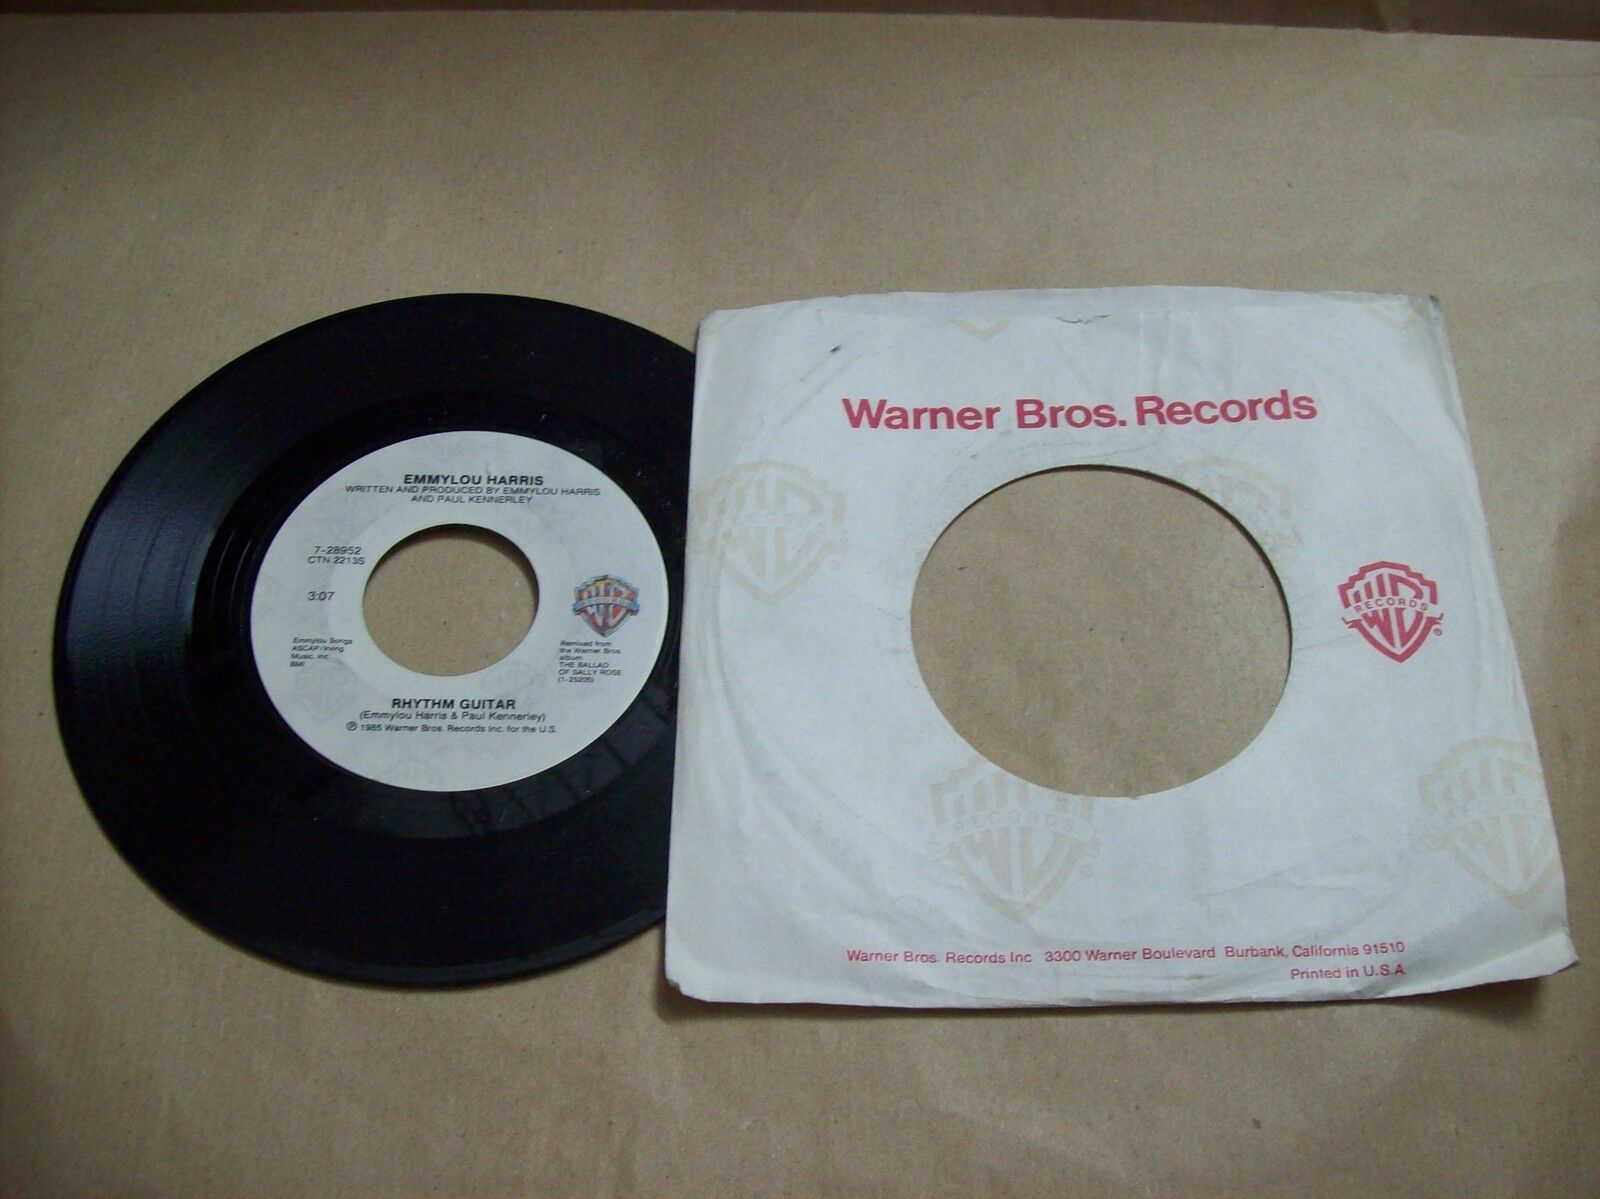 EMMYLOU HARRIS
WRITTEN AND PRODUCED BY EMMYLOU HARRIS
AND PAUL KENNERLEY
7-28952
CTN 2213S
3:07
Emmylou Songs
ASCAP/Irving
Music, Inc.
BMI
Remixed from
the Warner Bros.
album
THE BALLAD
OF SALLY ROSE
(1-25205)
RHYTHM GUITAR
(Emmylou Harris & Paul Kennerley)
℗ 1985 Warner Bros. Records Inc. for the U.S.
Warner Bros. Records
RECORDS
®
RECORDS
RECORDS
Warner Bros. Records Inc 3300 Warner Boulevard Burbank, California 91510
Printed in U.S.A